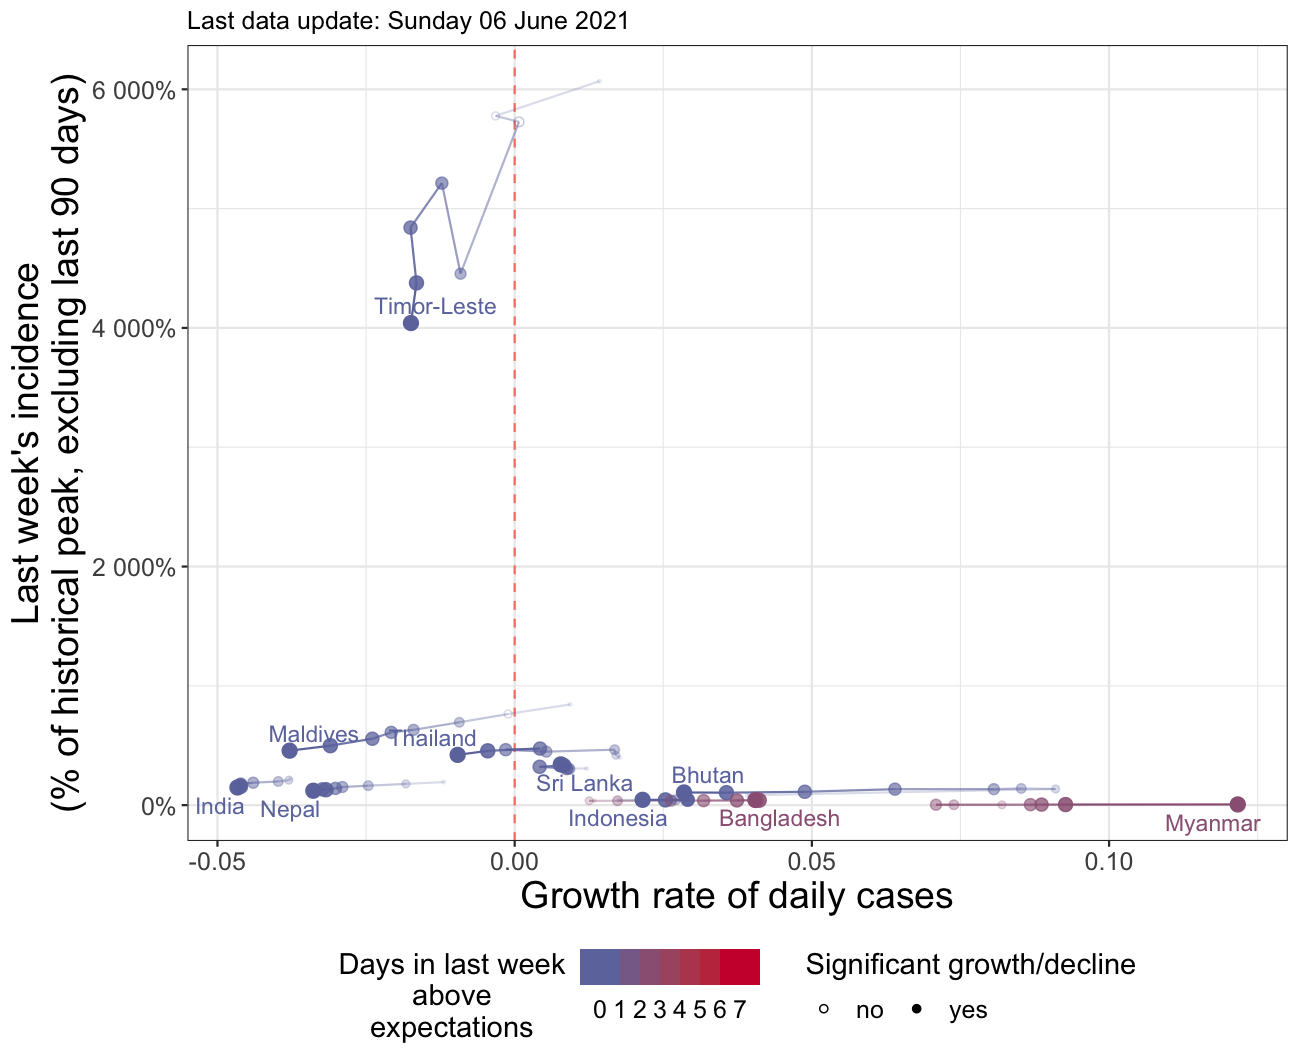 Last data update: Sunday 06 June 2021
Last week's incidence
(% of historical peak, excluding last 90 days)
6 000%
4 000%
2 000%
0%
Timor-Leste
Maldives
Thailand
Sri Lanka
Bhutan
India
Nepal
Indonesia
Bangladesh
Myanmar
-0.05
0.00
0.05
0.10
Growth rate of daily cases
Days in last week
above
expectations
0 1 2 3 4 5 6 7
Significant growth/decline
no
yes